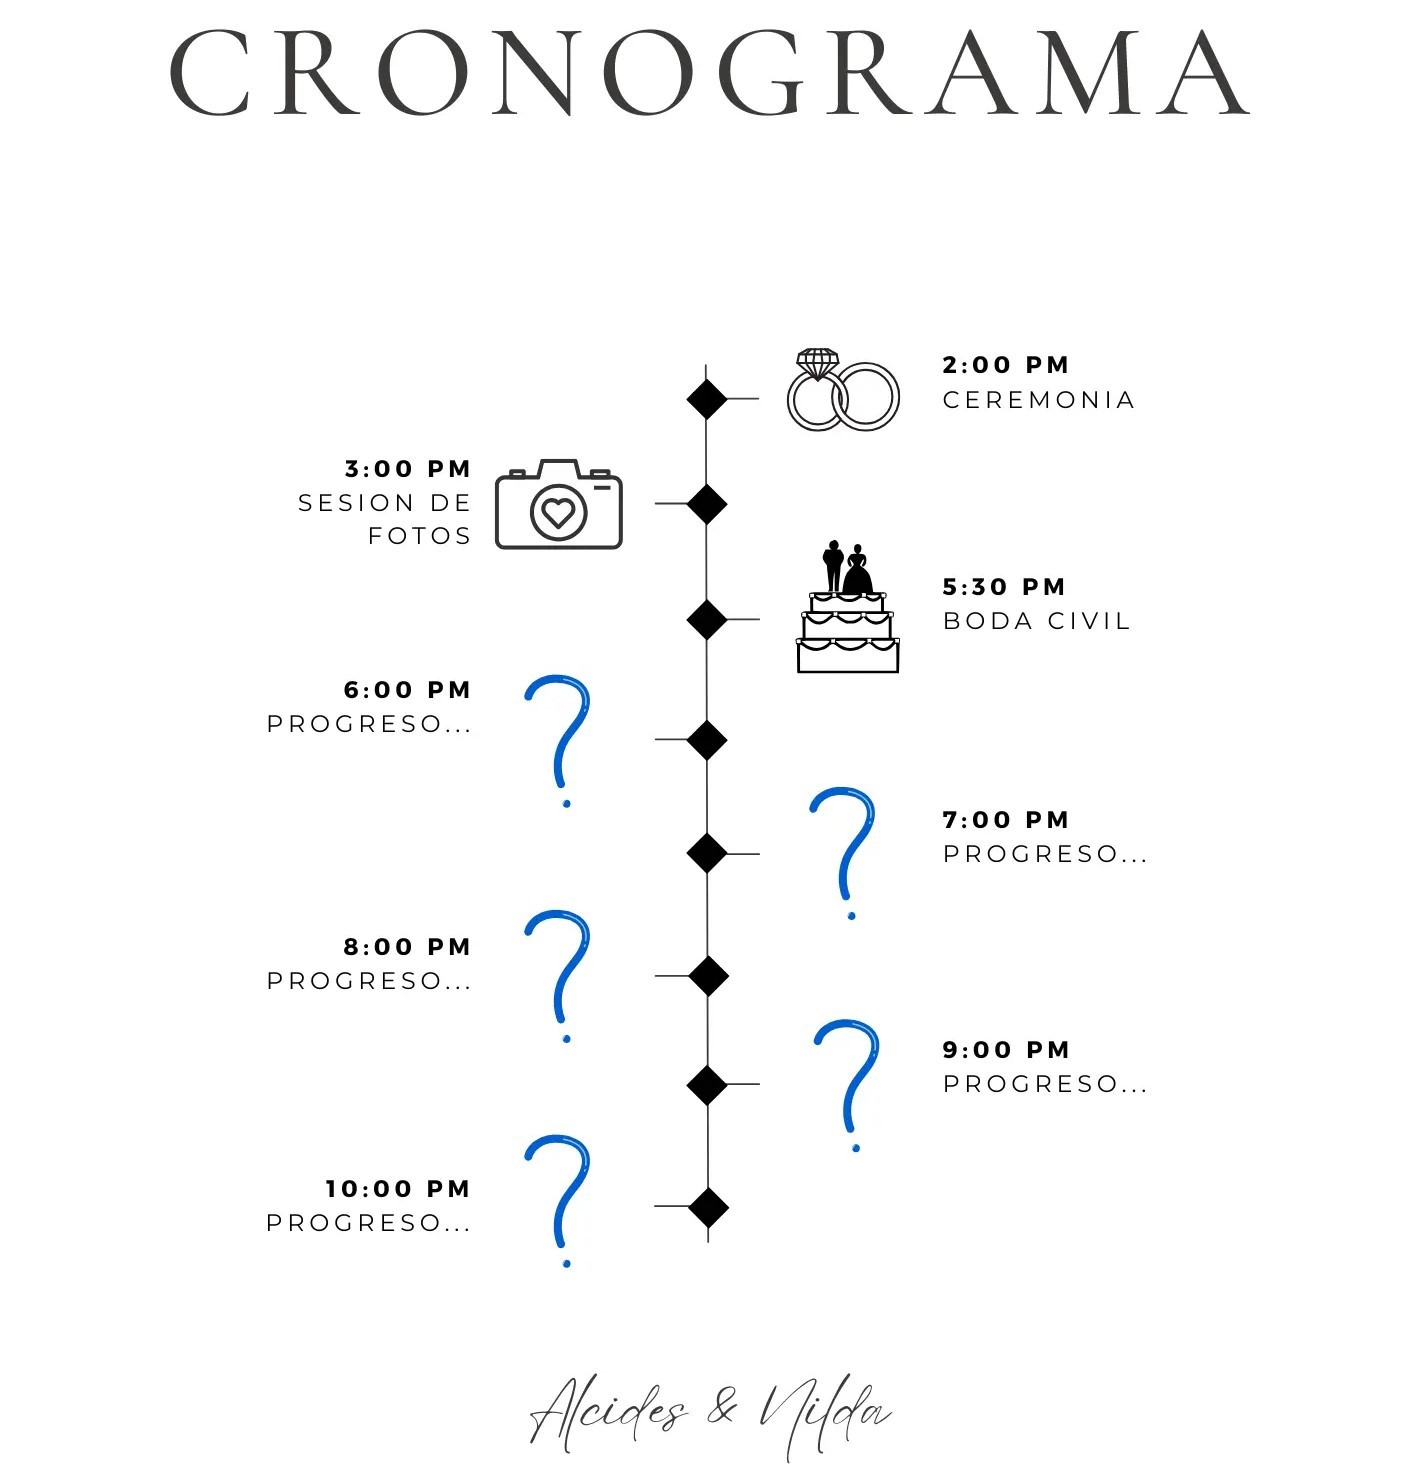 CRONOGRAMA
2:00 PM
CEREMONIA
3:00 PM
SESION DE
FOTOS
5:30 PM
BODA CIVIL
6:00 PM
PROGRESO...
7:00 PM
PROGRESO...
8:00 PM
PROGRESO...
9:00 PM
PROGRESO...
10:00 PM
PROGRESO...
Alcides & Nilda